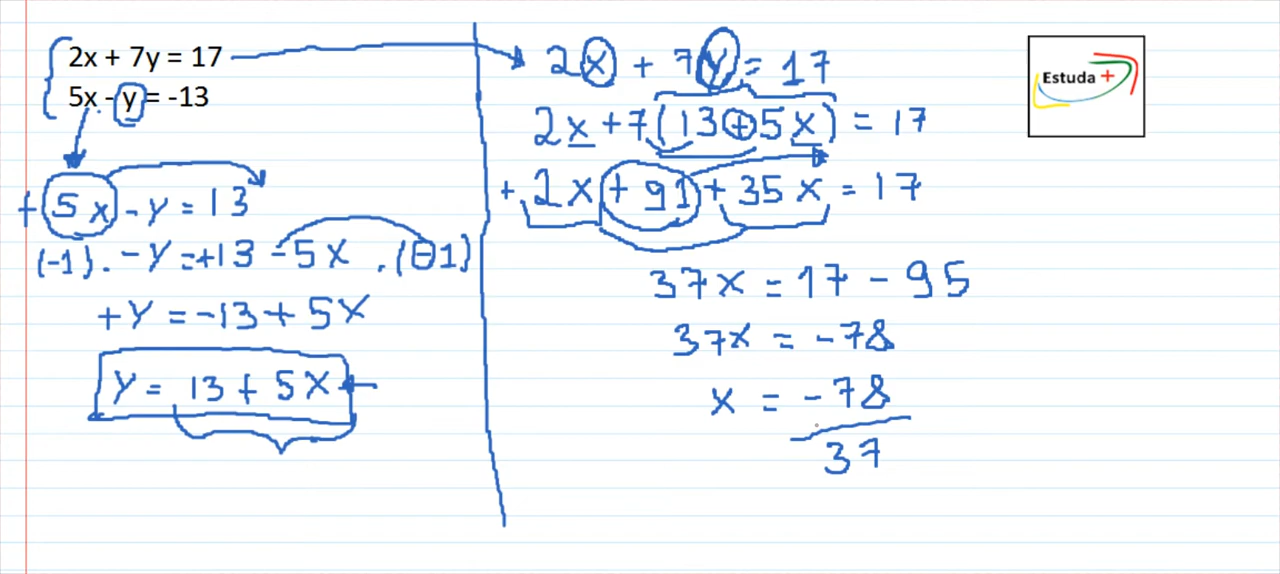 2x + 7y = 17
5x - y = -13
+ 5x - y = 13
(-1). - y = +13 - 5x . (-1)
+ y = -13 + 5x
y = 13 + 5x
2x + 7y = 17
2x + 7(13 + 5x) = 17
+ 2x + 91 + 35x = 17
37x = 17 - 95
37x = -78
x = -78
37
Estuda +